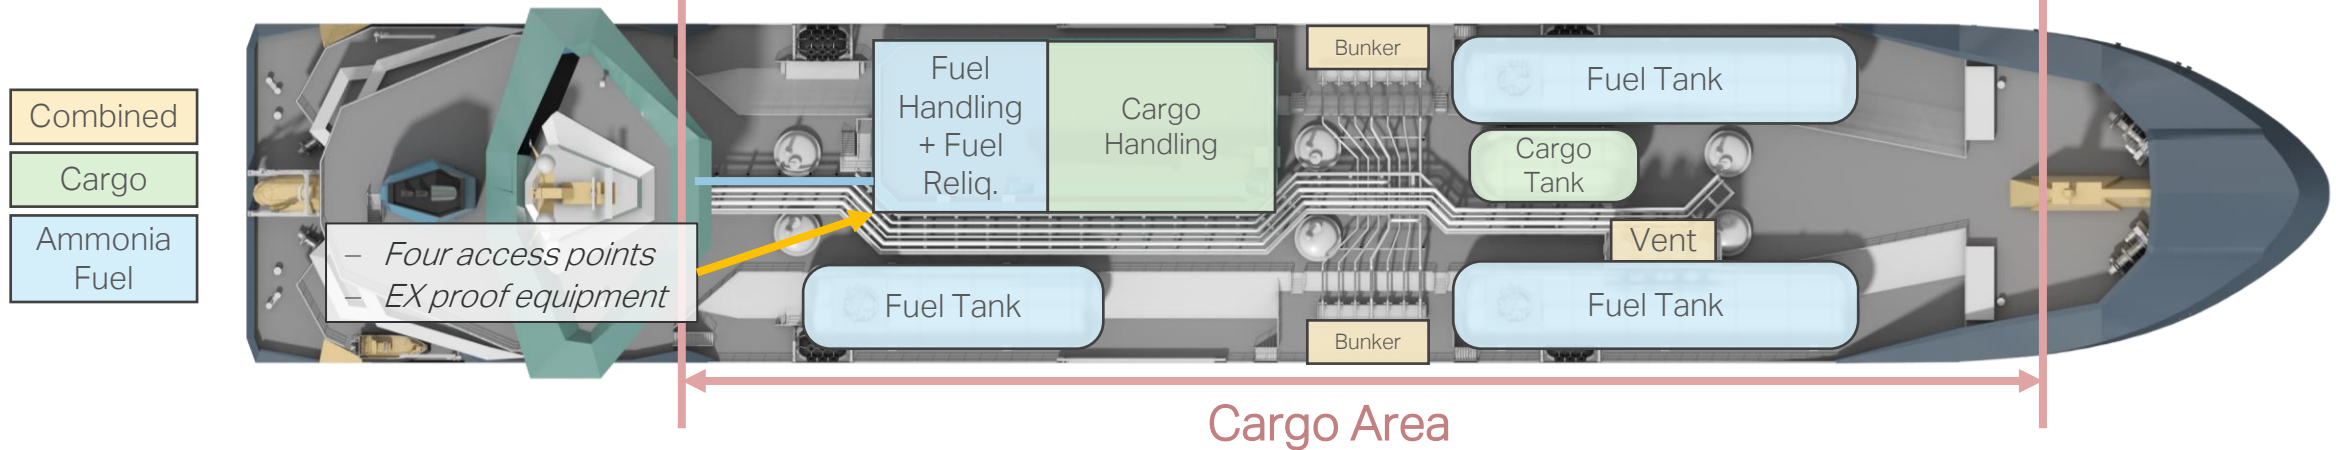 Combined
Cargo
Ammonia
Fuel
– Four access points
– EX proof equipment
Fuel
Handling
+ Fuel
Reliq.
Cargo
Handling
Bunker
Fuel Tank
Cargo
Tank
Vent
Fuel Tank
Fuel Tank
Bunker
Cargo Area